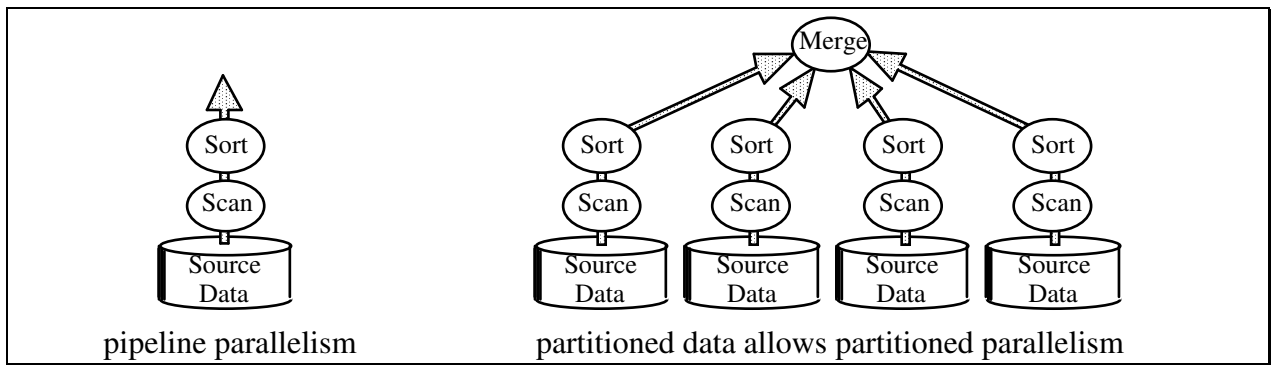 Merge
Sort
Sort
Sort
Sort
Sort
Scan
Scan
Scan
Scan
Scan
Source
Data
Source
Data
Source
Data
Source
Data
Source
Data
pipeline parallelism
partitioned data allows partitioned parallelism